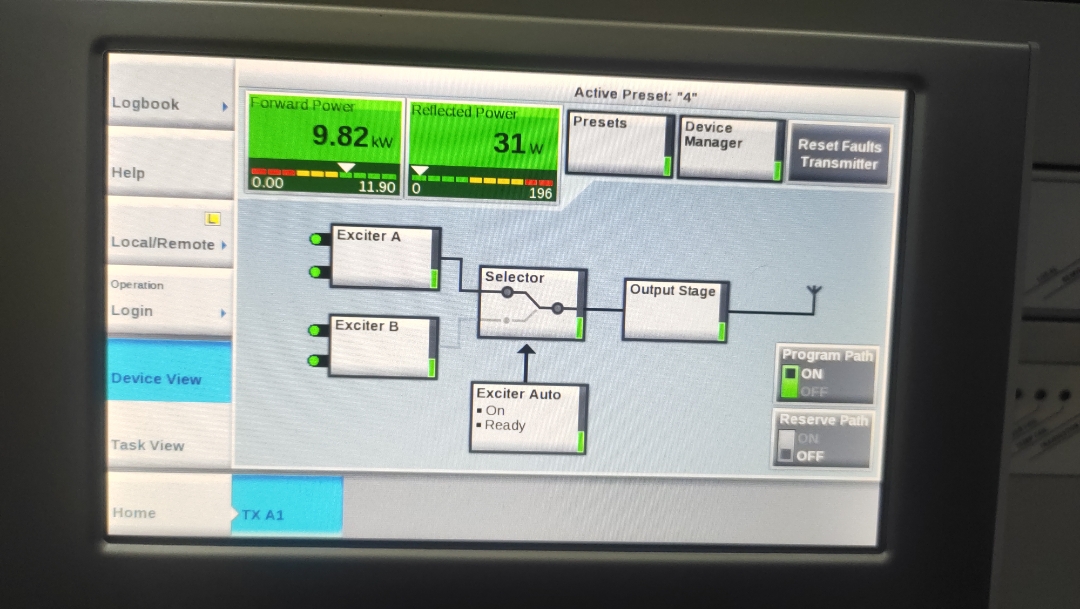 Active Preset: "4"
Logbook
Help
L
Local/Remote
Operation
Login
Device View
Task View
Home
TX A1
Forward Power
9.82 kW
0.00 11.90
Reflected Power
31 W
0 196
Presets
Device
Manager
Reset Faults
Transmitter
Exciter A
Exciter B
Selector
Output Stage
Exciter Auto
▪ On
▪ Ready
Program Path
ON
OFF
Reserve Path
ON
OFF